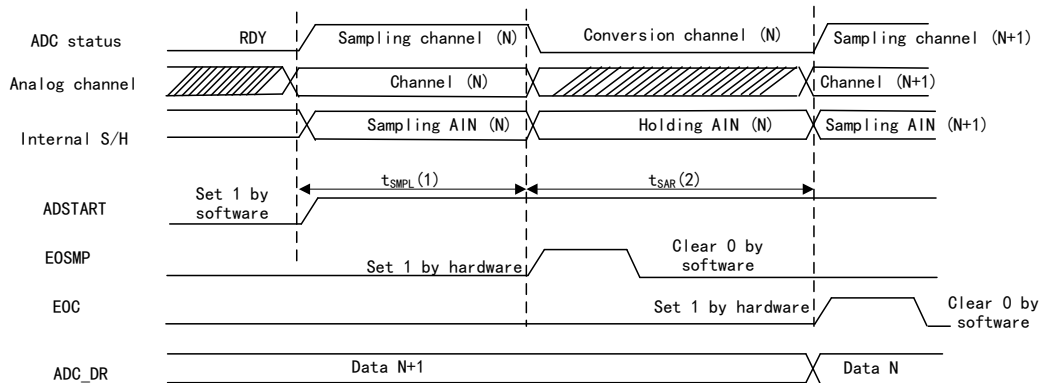 ADC status RDY Sampling channel (N) Conversion channel (N) Sampling channel (N+1)
Analog channel Channel (N) Channel (N+1)
Internal S/H Sampling AIN (N) Holding AIN (N) Sampling AIN (N+1)
tSMPL(1) tSAR(2)
ADSTART Set 1 by
software
EOSMP Set 1 by hardware Clear 0 by
software
EOC Set 1 by hardware Clear 0 by
software
ADC_DR Data N+1 Data N